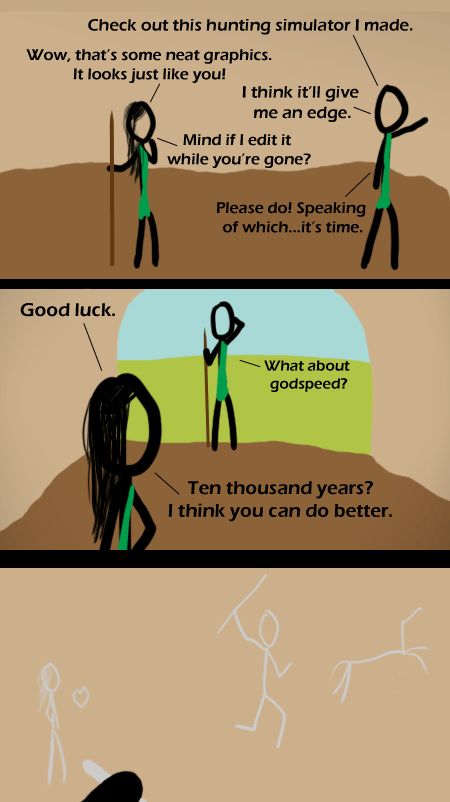 Check out this hunting simulator I made.
Wow, that's some neat graphics.
It looks just like you!
I think it'll give
me an edge.
Mind if I edit it
while you're gone?
Please do! Speaking
of which...it's time.
Good luck.
What about
godspeed?
Ten thousand years?
I think you can do better.